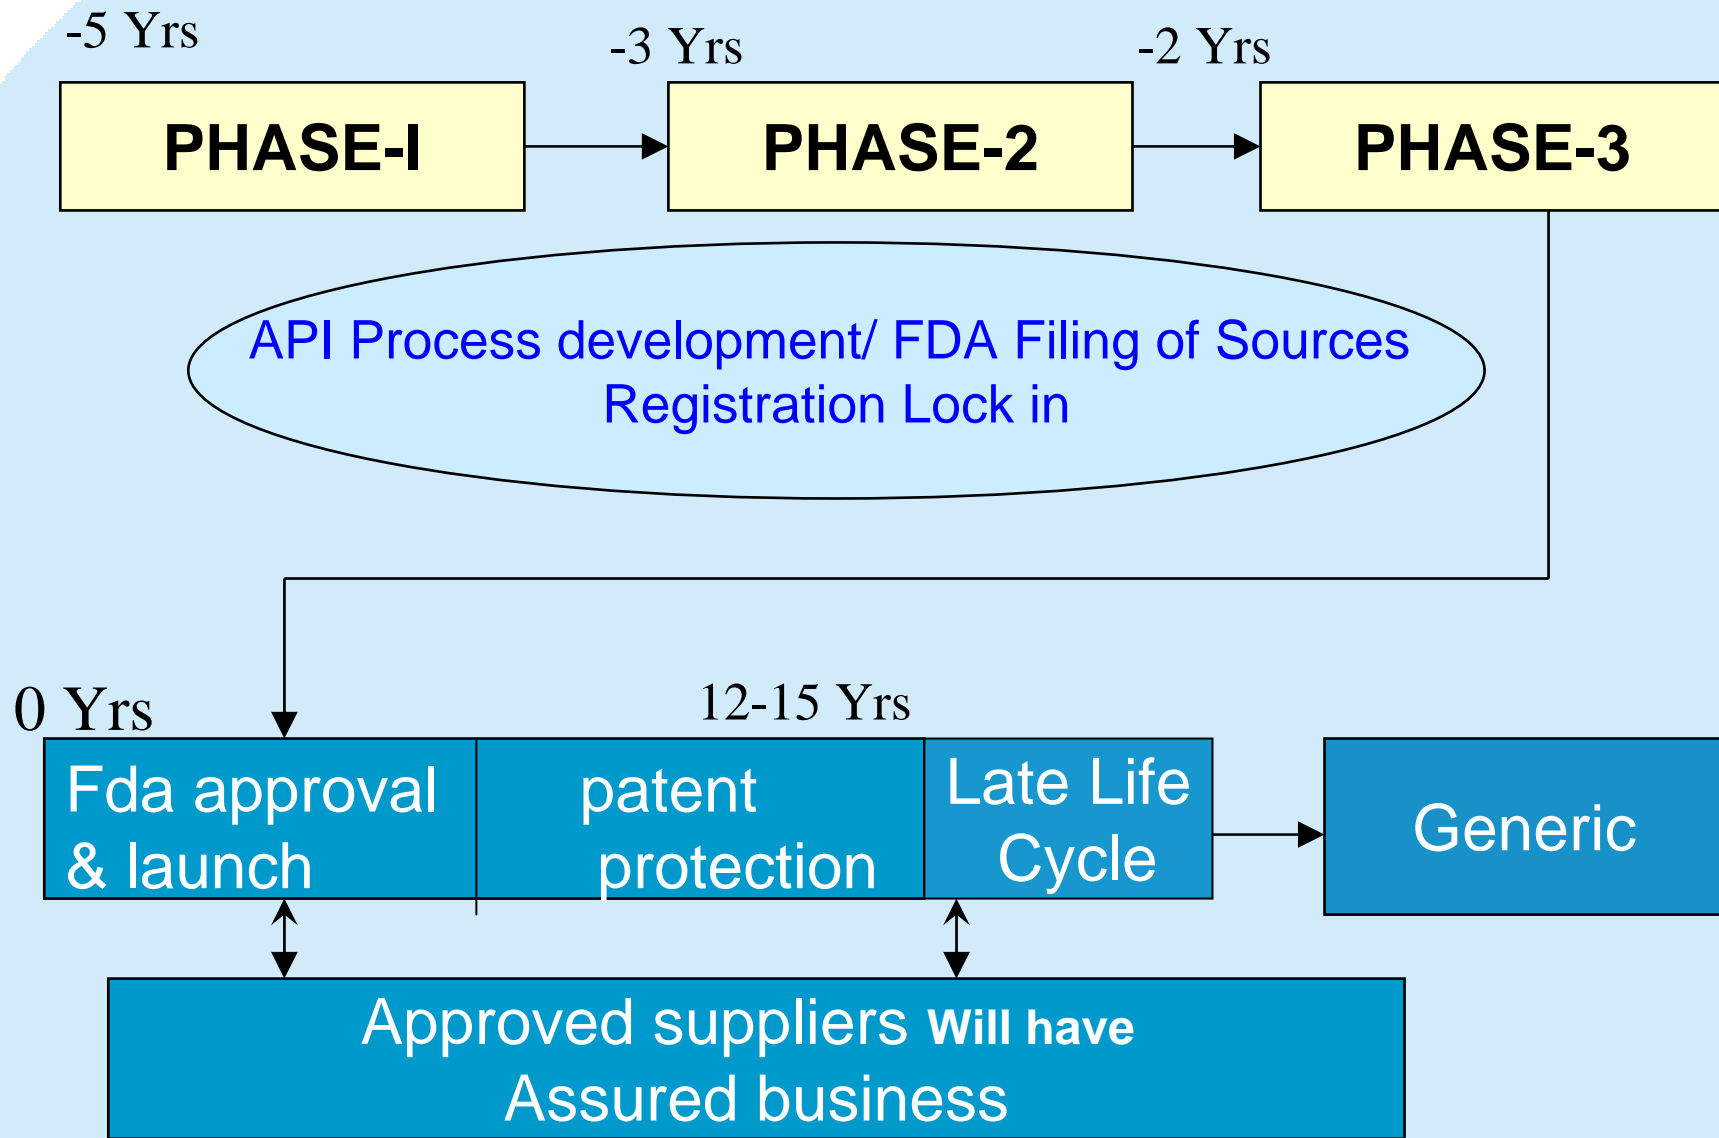 -5 Yrs
-3 Yrs
-2 Yrs
PHASE-I
PHASE-2
PHASE-3
API Process development/ FDA Filing of Sources
Registration Lock in
0 Yrs
12-15 Yrs
Fda approval
& launch
patent
protection
Late Life
Cycle
Generic
Approved suppliers Will have
Assured business